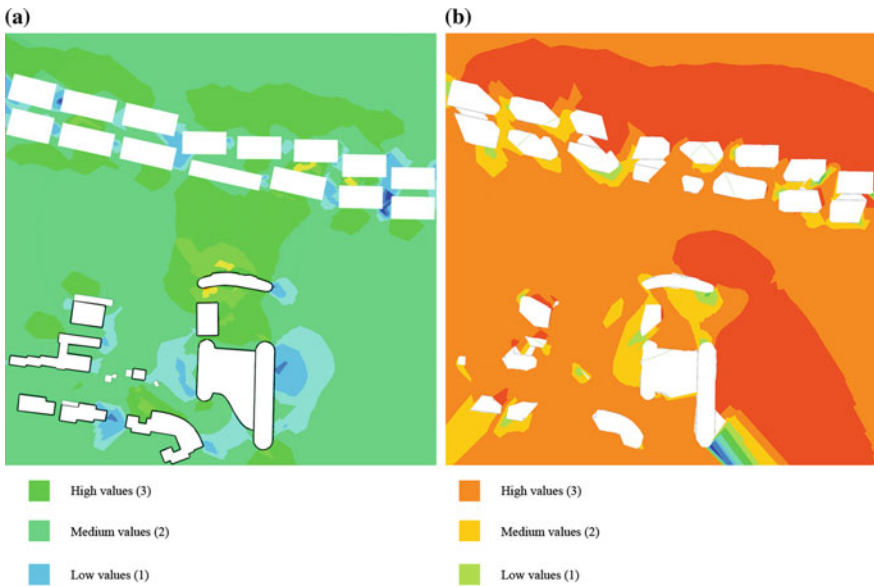 (a)
(b)
High values (3)
Medium values (2)
Low values (1)
High values (3)
Medium values (2)
Low values (1)